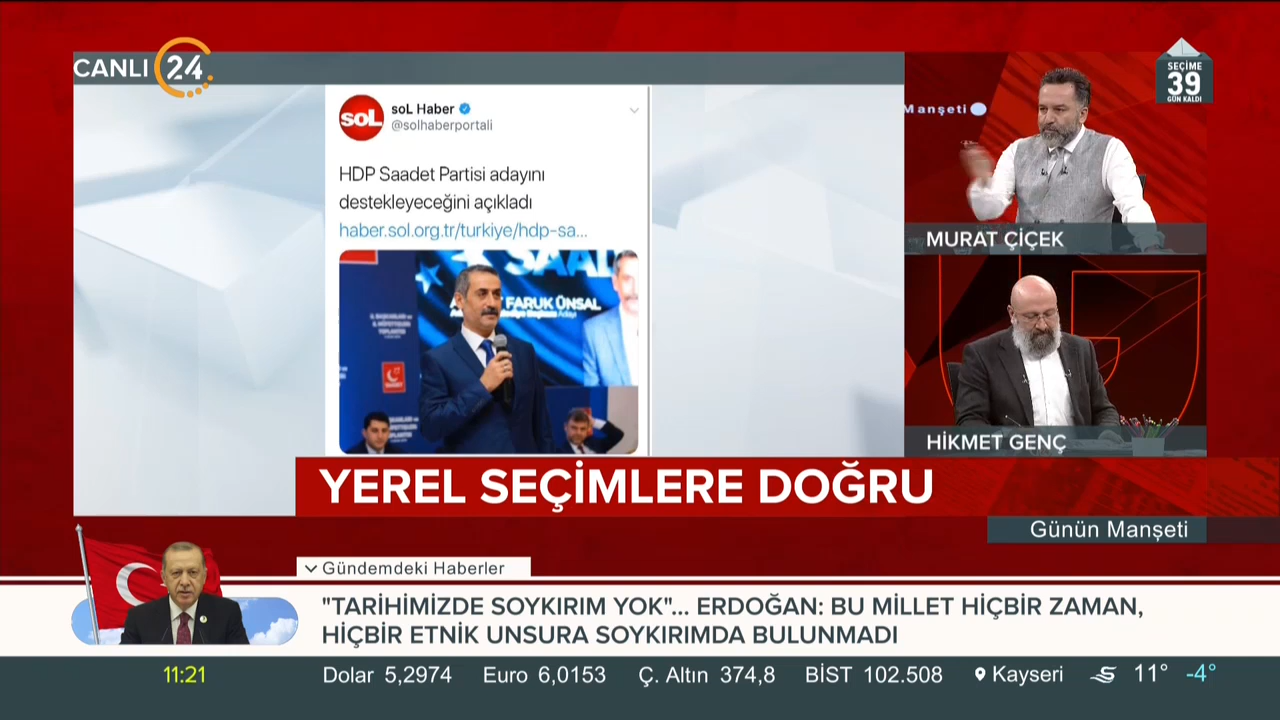 CANLI 24
SEÇİME
39
GÜN KALDI
soL
soL Haber
@solhaberportali
HDP Saadet Partisi adayını
destekleyeceğini açıkladı
haber.sol.org.tr/turkiye/hdp-sa...
SAAD
FARUK ÜNSAL
Manşeti
MURAT ÇİÇEK
HİKMET GENÇ
YEREL SEÇİMLERE DOĞRU
Günün Manşeti
Gündemdeki Haberler
"TARİHİMİZDE SOYKIRIM YOK"... ERDOĞAN: BU MİLLET HİÇBİR ZAMAN,
HİÇBİR ETNİK UNSURA SOYKIRIMDA BULUNMADI
11:21 Dolar 5,2974 Euro 6,0153 Ç. Altın 374,8 BİST 102.508 Kayseri 11° -4°